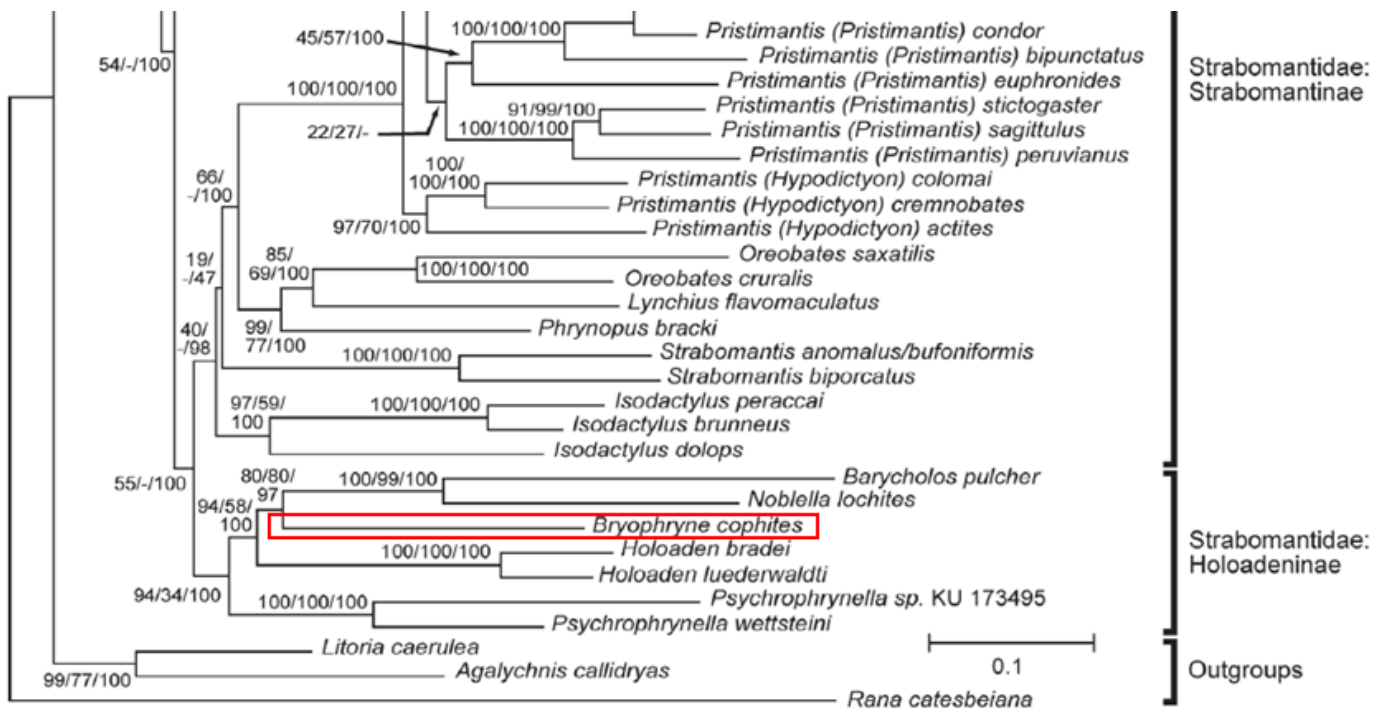 100/100/100
Pristimantis (Pristimantis) condor
45/57/100
Pristimantis (Pristimantis) bipunctatus
54/-/100
Pristimantis (Pristimantis) euphronides
Strabomantidae:
Strabomantinae
100/100/100
91/99/100
Pristimantis (Pristimantis) stictogaster
22/27/-
100/100/100
Pristimantis (Pristimantis) sagittulus
Pristimantis (Pristimantis) peruvianus
100/
100/100
Pristimantis (Hypodictyon) colomai
66/
-/100
Pristimantis (Hypodictyon) cremnobates
97/70/100
Pristimantis (Hypodictyon) actites
19/
-/47
85/
69/100
Oreobates saxatilis
100/100/100
Oreobates cruralis
Lynchius flavomaculatus
40/
-/98
99/
77/100
Phrynopus bracki
100/100/100
Strabomantis anomalus/bufoniformis
Strabomantis biporcatus
97/59/
100
100/100/100
Isodactylus peraccai
Isodactylus brunneus
Isodactylus dolops
55/-/100
80/80/
97
100/99/100
Barycholos pulcher
Noblella lochites
94/58/
100
Bryophryne cophites
Strabomantidae:
Holoadeninae
100/100/100
Holoaden bradei
Holoaden luederwaldti
94/34/100
100/100/100
Psychrophrynella sp. KU 173495
Psychrophrynella wettsteini
Litoria caerulea
0.1
99/77/100
Agalychnis callidryas
Outgroups
Rana catesbeiana